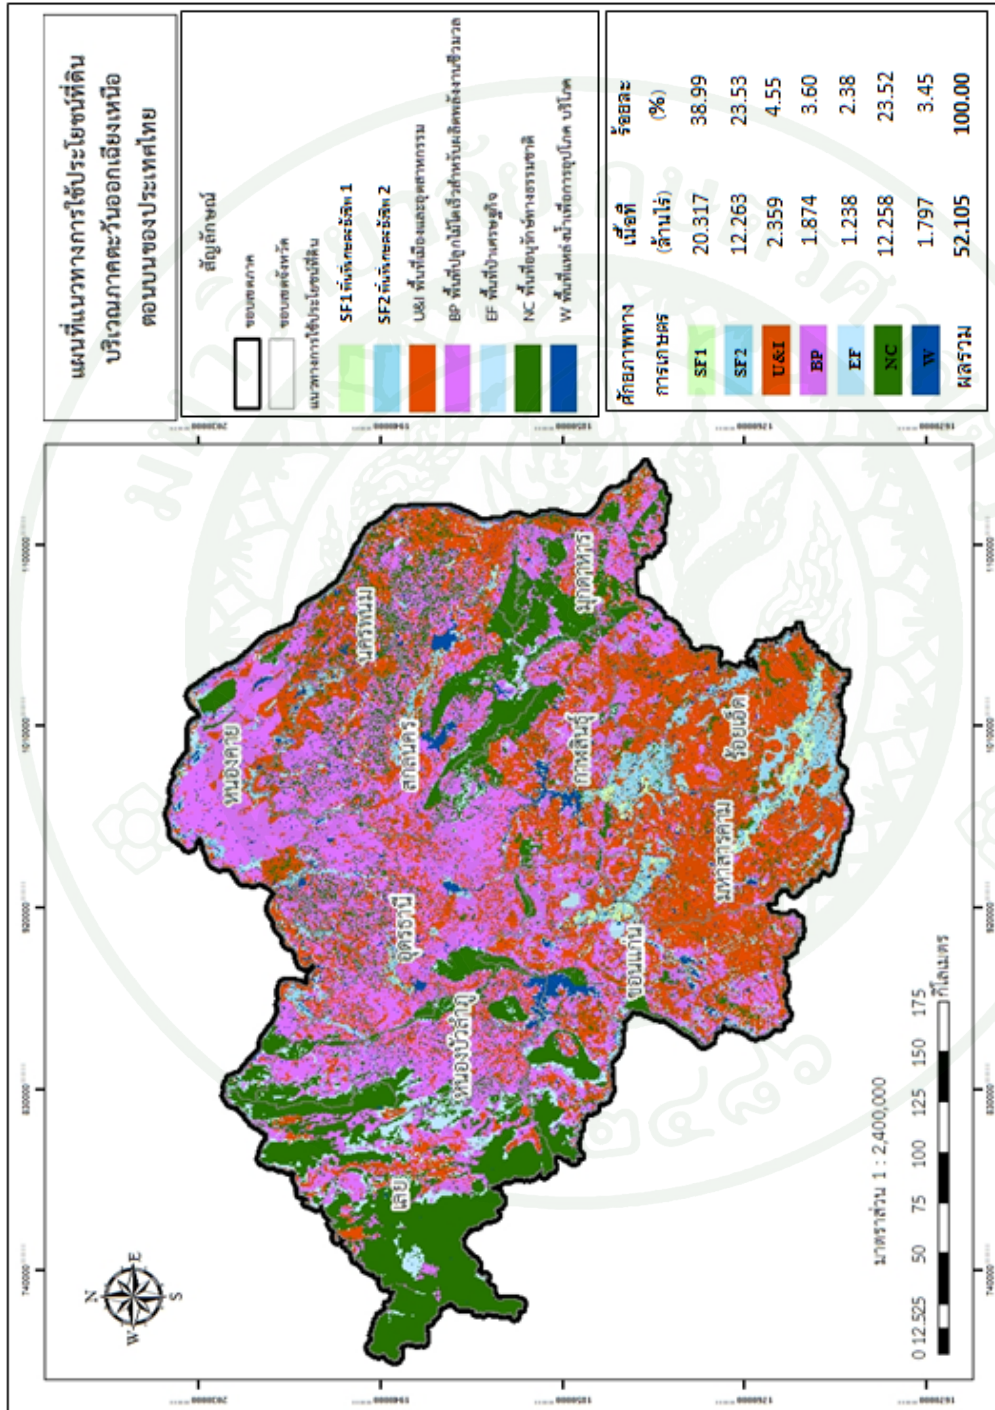 แผนที่แนวทางการใช้ประโยชน์ที่ดิน
บริเวณภาคตะวันออกเฉียงเหนือ
ตอนบนของประเทศไทย
สัญลักษณ์
ขอบเขตภาค
ขอบเขตจังหวัด
แนวทางการใช้ประโยชน์ที่ดิน
SF1 พื้นที่เกษตรยั่งยืน 1
SF2 พื้นที่เกษตรยั่งยืน 2
U&I พื้นที่เมืองและอุตสาหกรรม
BP พื้นที่ปลูกไม้โตเร็วสำหรับผลิตพลังงานชีวมวล
EF พื้นที่ป่าเศรษฐกิจ
NC พื้นที่อนุรักษ์ทางธรรมชาติ
W พื้นที่แหล่งน้ำเพื่อการอุปโภค บริโภค
ศักยภาพทาง เนื้อที่ ร้อยละ
การเกษตร (ล้านไร่) (%)
SF1 20.317 38.99
SF2 12.263 23.53
U&I 2.359 4.55
BP 1.874 3.60
EF 1.238 2.38
NC 12.258 23.52
W 1.797 3.45
ผลรวม 52.105 100.00
N
W E
S
740000 830000 920000 1010000 1100000
หนองคาย
นครพนม
เลย
อุดรธานี
สกลนคร
หนองบัวลำภู
มุกดาหาร
กาฬสินธุ์
ขอนแก่น
มหาสารคาม
ร้อยเอ็ด
มาตราส่วน 1 : 2,400,000
0 12.525 50 75 100 125 150 175
กิโลเมตร
740000 830000 920000 1010000 1100000